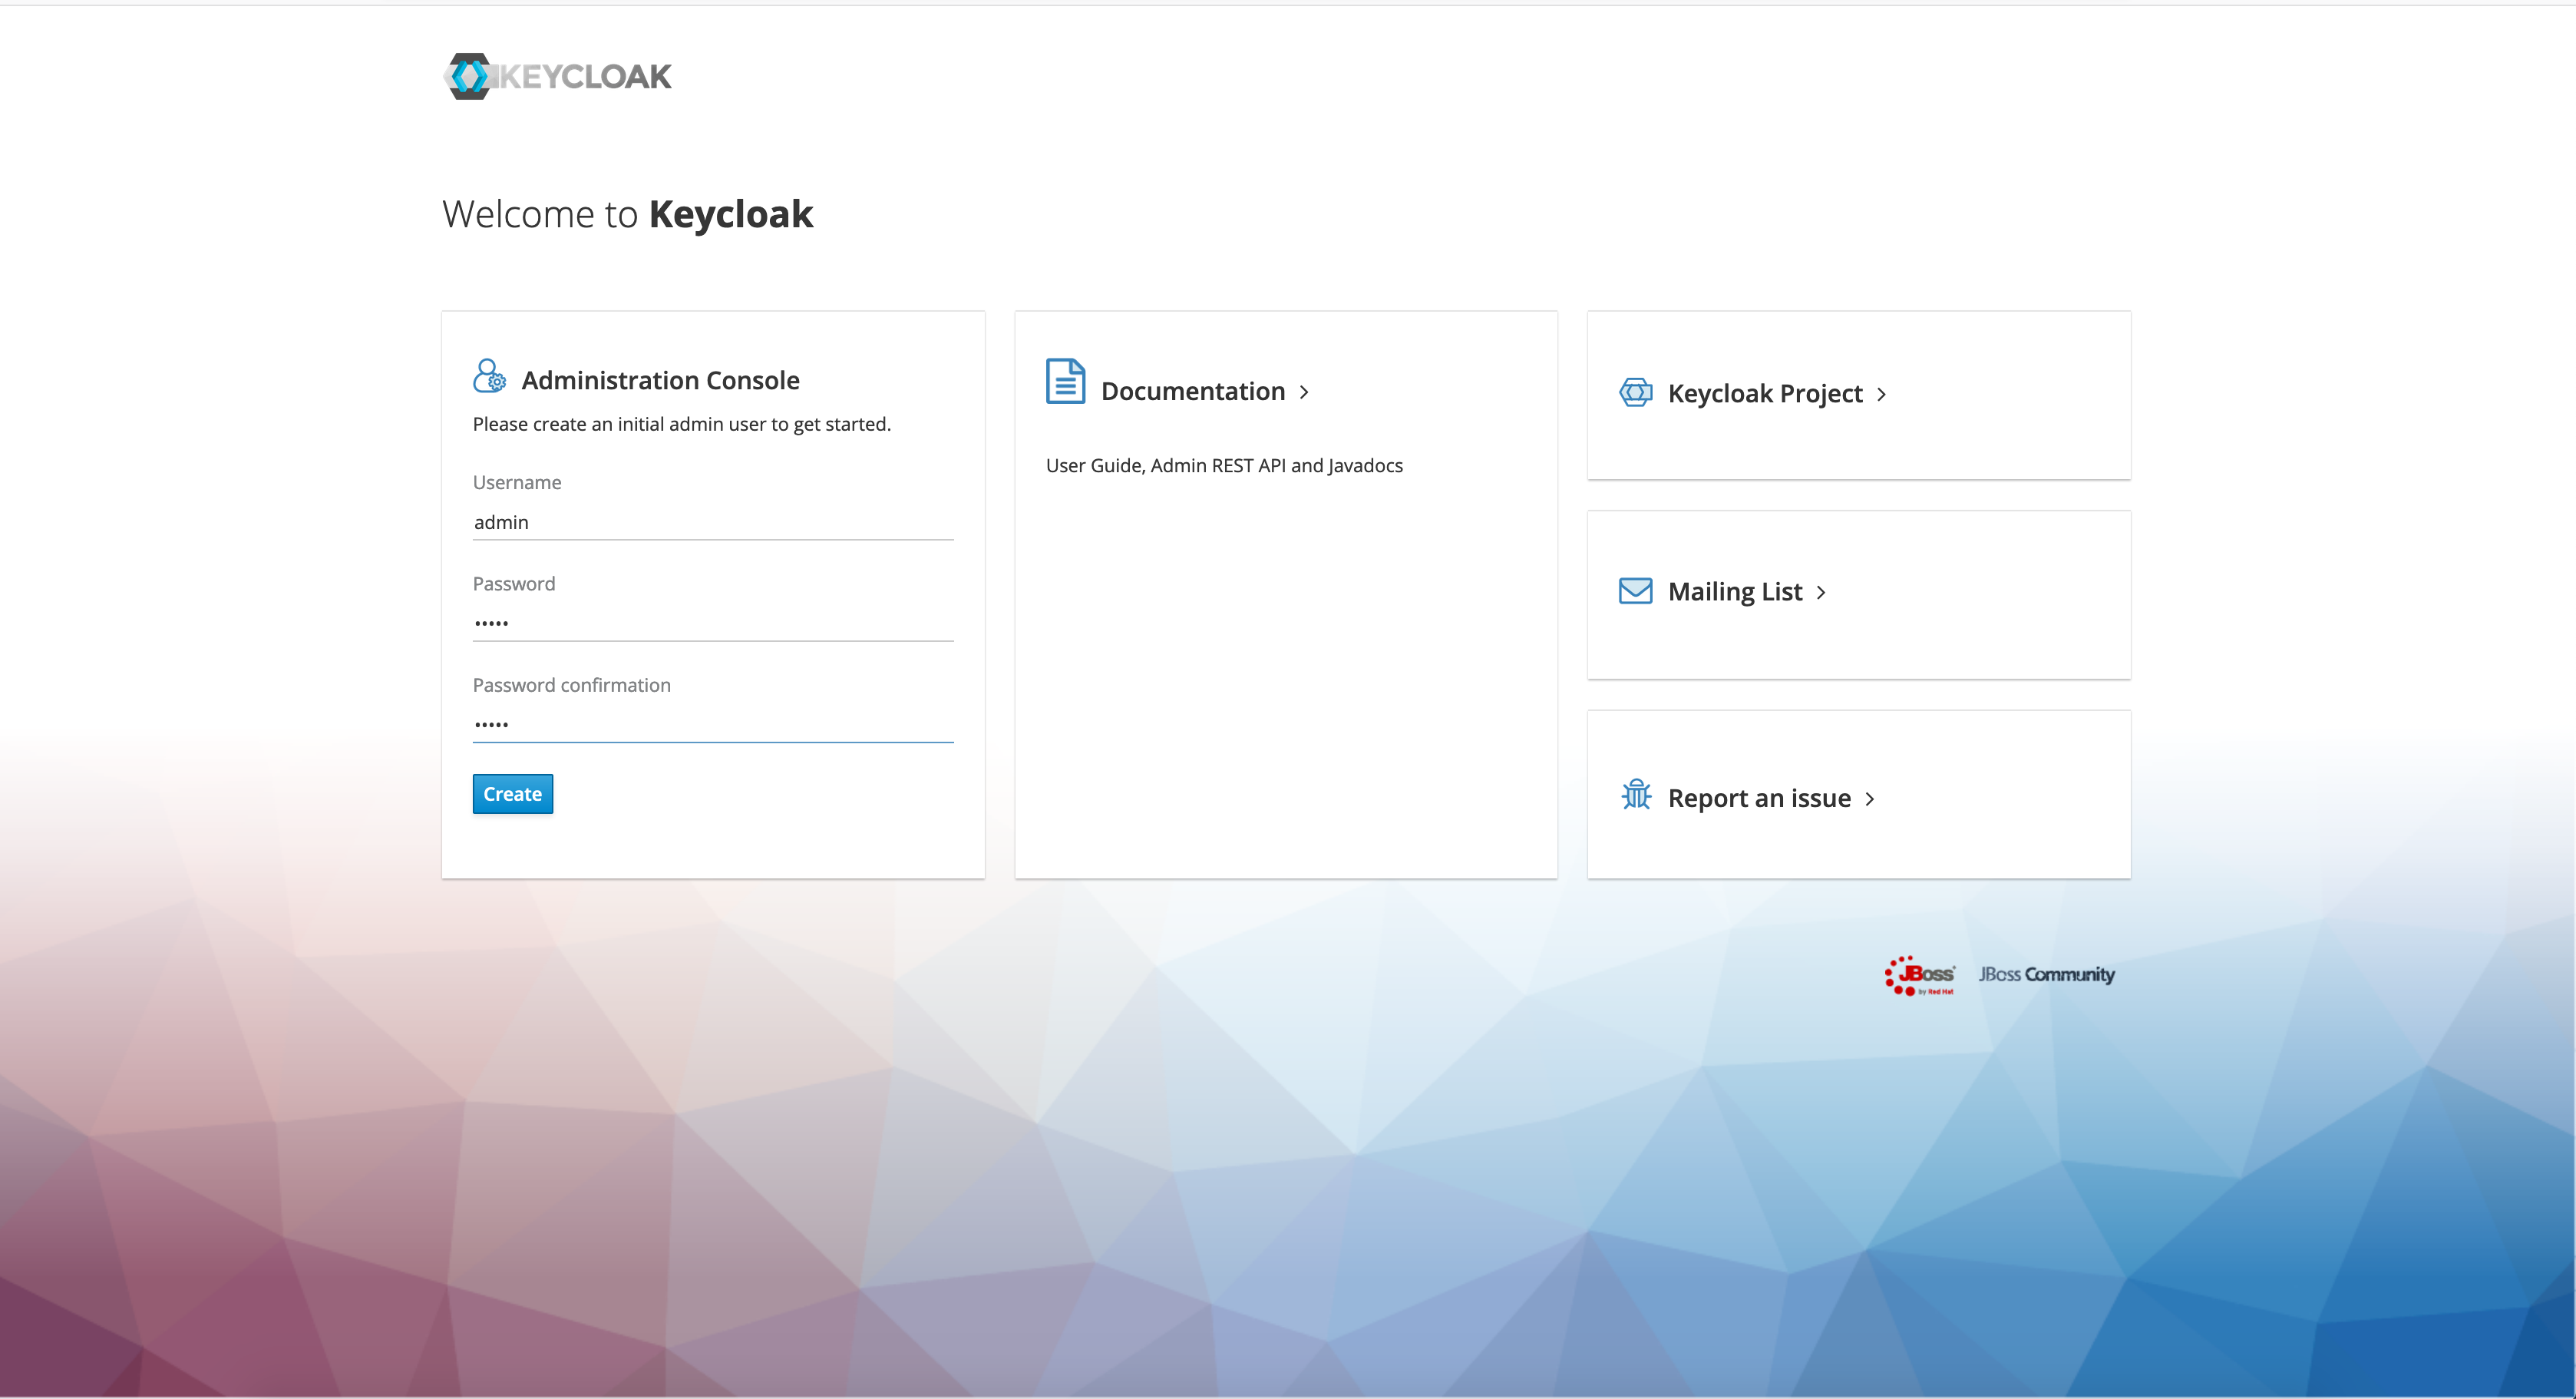 KEYCLOAK
Welcome to Keycloak
Administration Console
Please create an initial admin user to get started.
Username
admin
Password
•••••
Password confirmation
•••••
Create
Documentation
User Guide, Admin REST API and Javadocs
Keycloak Project
Mailing List
Report an issue
JBoss by Red Hat
JBoss Community